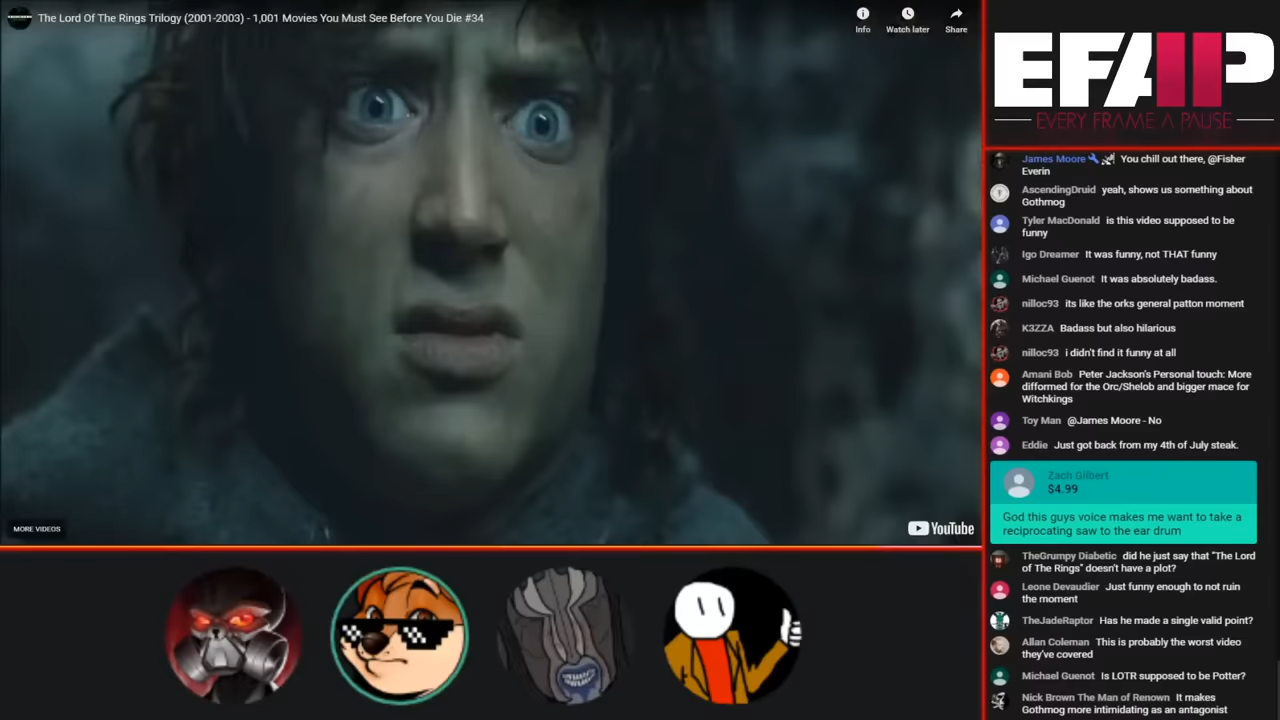 The Lord Of The Rings Trilogy (2001-2003) - 1,001 Movies You Must See Before You Die #34
Info
Watch later
Share
MORE VIDEOS
YouTube
EFAP
EVERY FRAME A PAUSE
James Moore You chill out there, @Fisher
Everin
AscendingDruid yeah, shows us something about
Gothmog
Tyler MacDonald is this video supposed to be
funny
Igo Dreamer It was funny, not THAT funny
Michael Guenot It was absolutely badass.
nilloc93 its like the orks general patton moment
K3ZZA Badass but also hilarious
nilloc93 i didn't find it funny at all
Amani Bob Peter Jackson's Personal touch: More
difformed for the Orc/Shelob and bigger mace for
Witchkings
Toy Man @James Moore - No
Eddie Just got back from my 4th of July steak.
Zach Gilbert
$4.99
God this guys voice makes me want to take a
reciprocating saw to the ear drum
TheGrumpy Diabetic did he just say that "The Lord
of The Rings" doesn't have a plot?
Leone Devaudier Just funny enough to not ruin
the moment
TheJadeRaptor Has he made a single valid point?
Allan Coleman This is probably the worst video
they've covered
Michael Guenot Is LOTR supposed to be Potter?
Nick Brown The Man of Renown It makes
Gothmog more intimidating as an antagonist